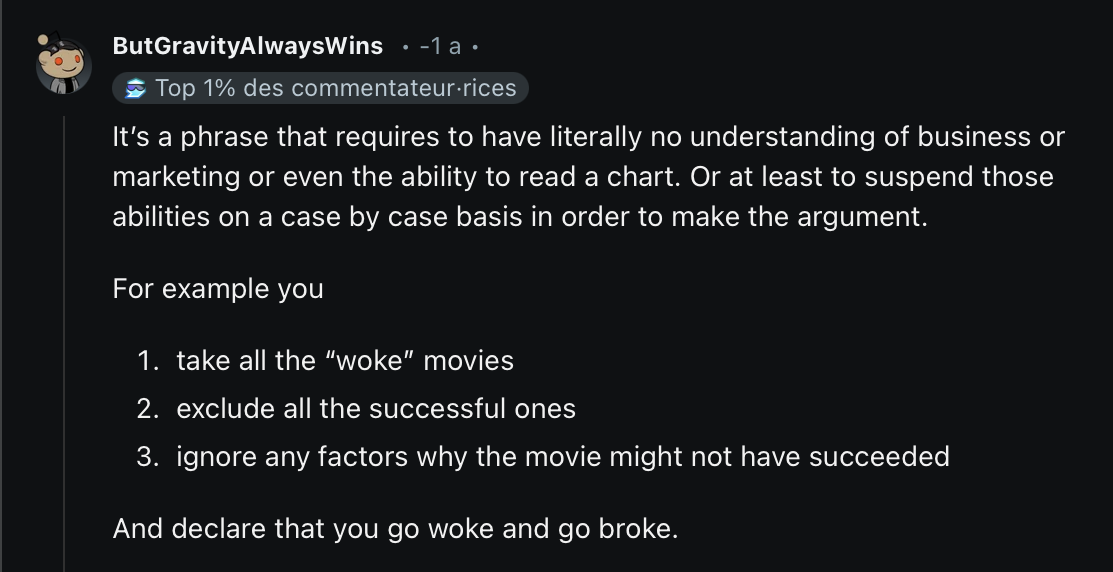 ButGravityAlwaysWins • -1 a •
Top 1% des commentateur·rices
It’s a phrase that requires to have literally no understanding of business or
marketing or even the ability to read a chart. Or at least to suspend those
abilities on a case by case basis in order to make the argument.
For example you
1. take all the “woke” movies
2. exclude all the successful ones
3. ignore any factors why the movie might not have succeeded
And declare that you go woke and go broke.